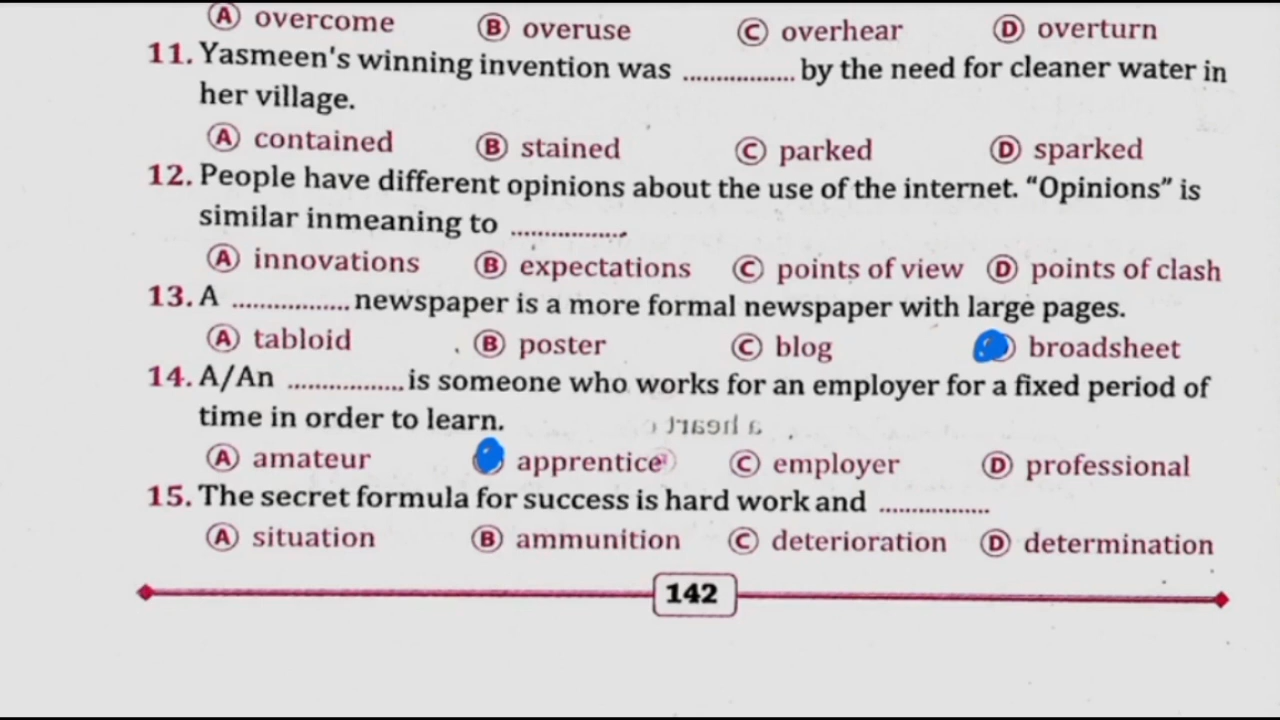 A overcome B overuse C overhear D overturn
11. Yasmeen's winning invention was ................. by the need for cleaner water in
her village.
A contained B stained C parked D sparked
12. People have different opinions about the use of the internet. “Opinions” is
similar inmeaning to .................
A innovations B expectations C points of view D points of clash
13. A ................. newspaper is a more formal newspaper with large pages.
A tabloid B poster C blog broadsheet
14. A/An ................. is someone who works for an employer for a fixed period of
time in order to learn.
A amateur apprentice C employer D professional
15. The secret formula for success is hard work and .................
A situation B ammunition C deterioration D determination
142